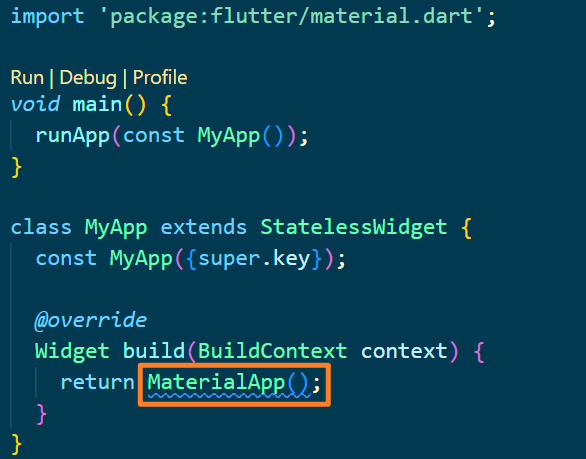 import 'package:flutter/material.dart';
Run | Debug | Profile
void main() {
  runApp(const MyApp());
}
class MyApp extends StatelessWidget {
  const MyApp({super.key});
  @override
  Widget build(BuildContext context) {
    return MaterialApp();
  }
}